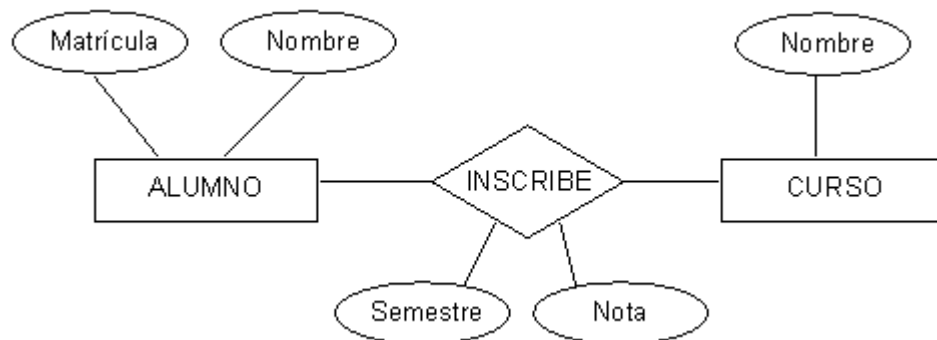 Matrícula
Nombre
Nombre
ALUMNO
INSCRIBE
CURSO
Semestre
Nota